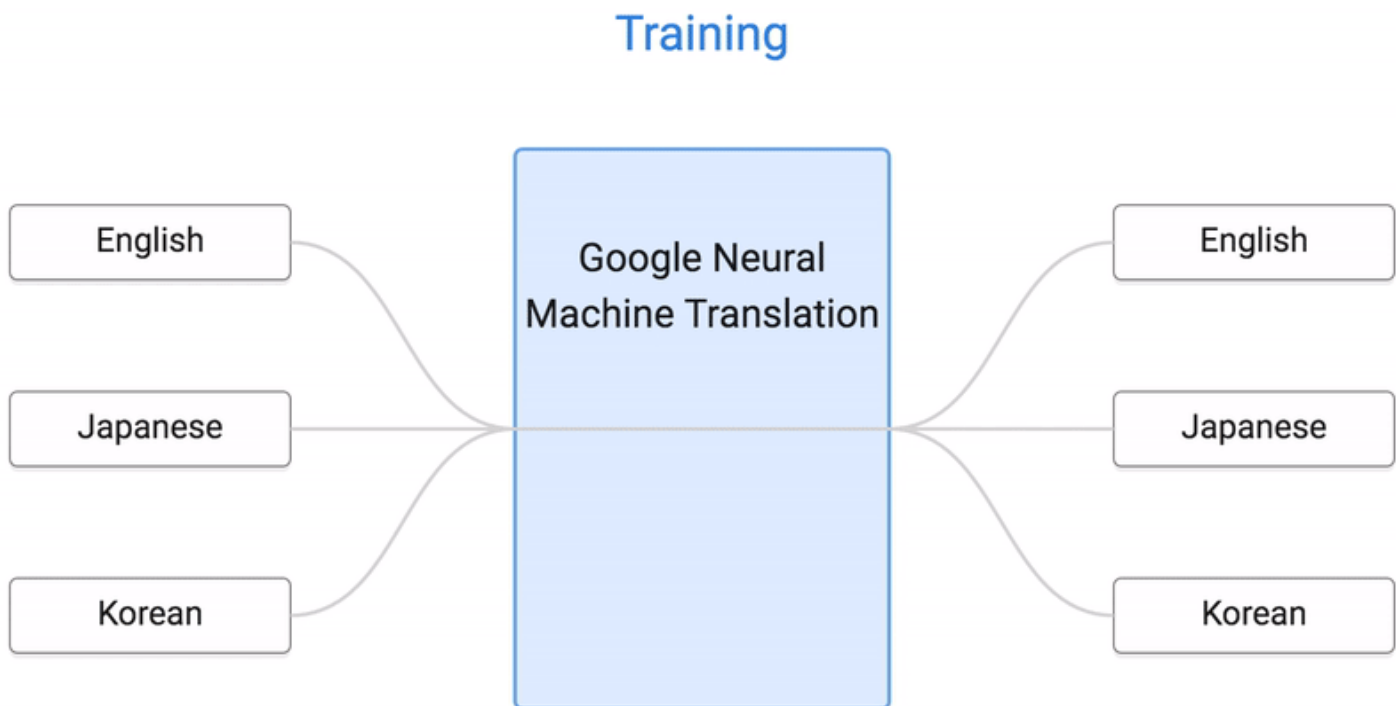 Training
English
Japanese
Korean
Google Neural
Machine Translation
English
Japanese
Korean